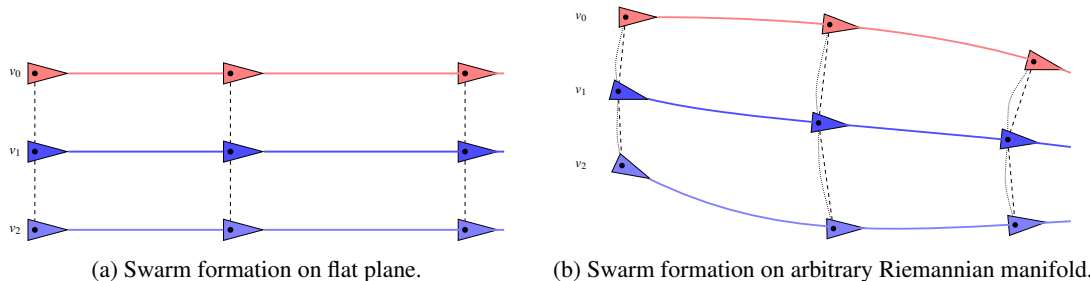 v0
v1
v2
(a) Swarm formation on flat plane.
v0
v1
v2
(b) Swarm formation on arbitrary Riemannian manifold.